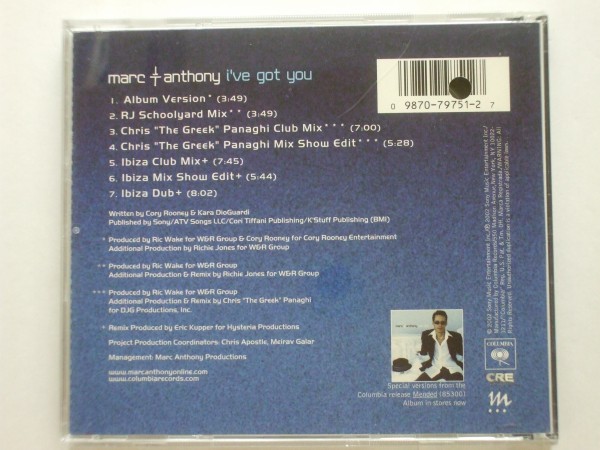 marc anthony i've got you
1. Album Version* (3:49)
2. RJ Schoolyard Mix** (3:49)
3. Chris "The Greek" Panaghi Club Mix*** (7:00)
4. Chris "The Greek" Panaghi Mix Show Edit*** (5:28)
5. Ibiza Club Mix+ (7:45)
6. Ibiza Mix Show Edit+ (5:44)
7. Ibiza Dub+ (8:02)
Written by Cory Rooney & Kara DioGuardi
Published by Sony/ATV Songs LLC/Cori Tiffani Publishing/K'Stuff Publishing (BMI)
* Produced by Ric Wake for W&R Group & Cory Rooney for Cory Rooney Entertainment
Additional Production by Richie Jones for W&R Group
** Produced by Ric Wake for W&R Group
Additional Production & Remix by Richie Jones for W&R Group
*** Produced by Ric Wake for W&R Group
Additional Production & Remix by Chris "The Greek" Panaghi
for DJG Productions, Inc.
+ Remix Produced by Eric Kupper for Hysteria Productions
Project Production Coordinators: Chris Apostle, Meirav Galar
Management: Marc Anthony Productions
www.marcanthonyonline.com
www.columbiarecords.com
0 9870-79751-2 7
marc anthony
Special versions from the
Columbia release Mended (85300)
Album in stores now
COLUMBIA
CRE
m